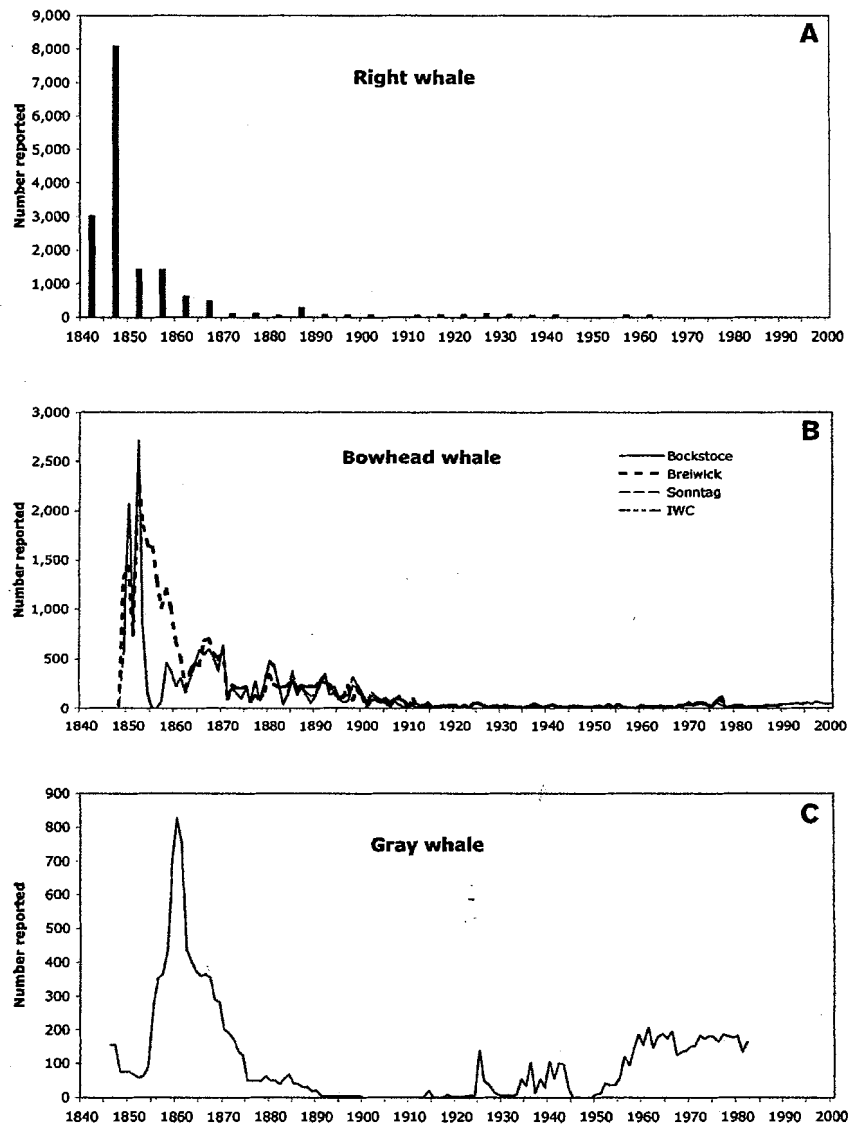 A
Right whale
Number reported
9,000
8,000
7,000
6,000
5,000
4,000
3,000
2,000
1,000
0
1840 1850 1860 1870 1880 1890 1900 1910 1920 1930 1940 1950 1960 1970 1980 1990 2000
B
Bowhead whale
Bockstoce
Breiwick
Sonntag
IWC
Number reported
3,000
2,500
2,000
1,500
1,000
500
0
1840 1850 1860 1870 1880 1890 1900 1910 1920 1930 1940 1950 1960 1970 1980 1990 2000
C
Gray whale
Number reported
900
800
700
600
500
400
300
200
100
0
1840 1850 1860 1870 1880 1890 1900 1910 1920 1930 1940 1950 1960 1970 1980 1990 2000